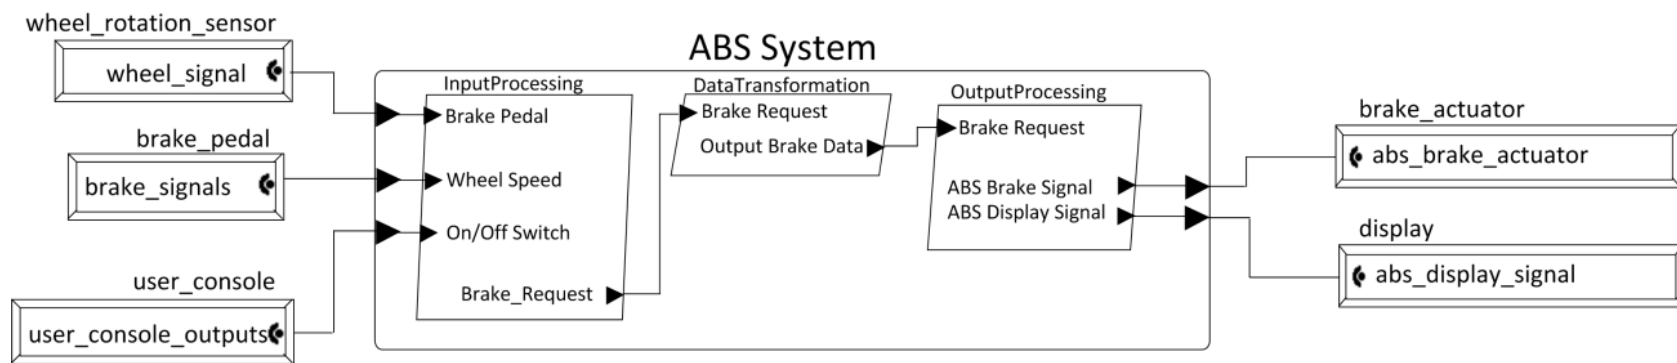 wheel_rotation_sensor
wheel_signal
brake_pedal
brake_signals
user_console
user_console_outputs
ABS System
InputProcessing
Brake Pedal
Wheel Speed
On/Off Switch
Brake_Request
DataTransformation
Brake Request
Output Brake Data
OutputProcessing
Brake Request
ABS Brake Signal
ABS Display Signal
brake_actuator
abs_brake_actuator
display
abs_display_signal